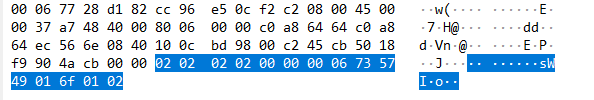 00 06 77 28 d1 82 cc 96 e5 0c f2 c2 08 00 45 00 ··w(···· ······E·
00 37 a7 48 40 00 80 06 00 00 c0 a8 64 64 c0 a8 ·7·H@··· ····dd··
64 ec 56 6e 08 40 10 0c bd 98 00 c2 45 cb 50 18 d·Vn·@·· ····E·P·
f9 90 4a cb 00 00 02 02 02 02 00 00 00 06 73 57 ··J····· ······sW
49 01 6f 01 02 I·o··